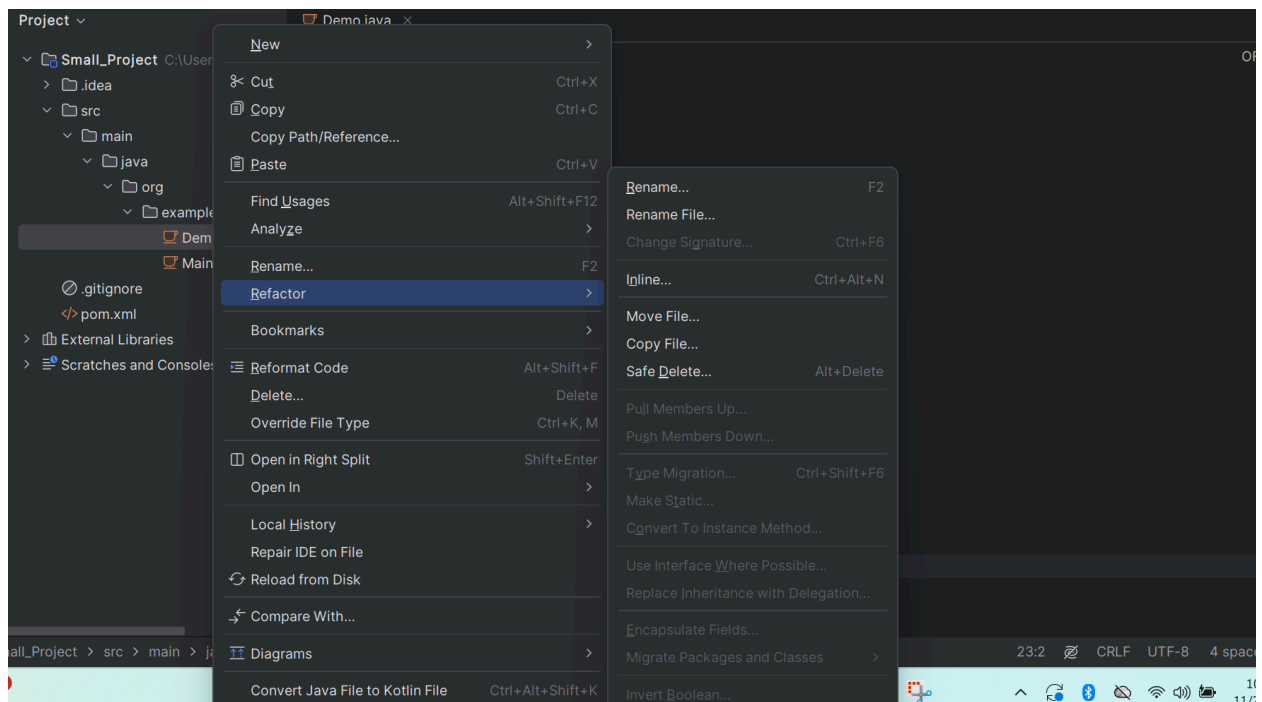 Project
Demo.java
Small_Project C:\User
.idea
src
main
java
org
example
Dem
Main
.gitignore
pom.xml
External Libraries
Scratches and Console
New
Cut Ctrl+X
Copy Ctrl+C
Copy Path/Reference...
Paste Ctrl+V
Find Usages Alt+Shift+F12
Analyze
Rename... F2
Refactor
Bookmarks
Reformat Code Alt+Shift+F
Delete... Delete
Override File Type Ctrl+K, M
Open in Right Split Shift+Enter
Open In
Local History
Repair IDE on File
Reload from Disk
Compare With...
Diagrams
Convert Java File to Kotlin File Ctrl+Alt+Shift+K
Rename... F2
Rename File...
Change Signature... Ctrl+F6
Inline... Ctrl+Alt+N
Move File...
Copy File...
Safe Delete... Alt+Delete
Pull Members Up...
Push Members Down...
Type Migration... Ctrl+Shift+F6
Make Static...
Convert To Instance Method...
Use Interface Where Possible...
Replace Inheritance with Delegation...
Encapsulate Fields...
Migrate Packages and Classes
Invert Boolean...
all_Project > src > main > ja
23:2 CRLF UTF-8 4 space